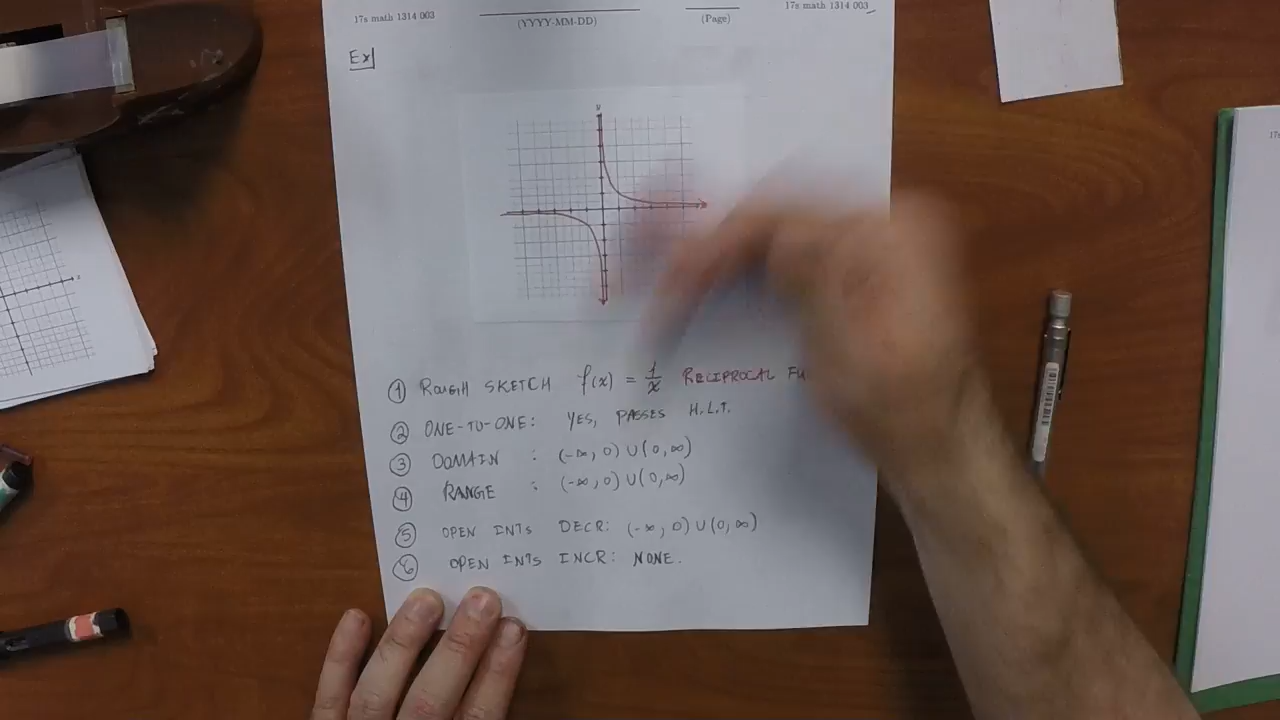 17s math 1314 003
(YYYY-MM-DD)
(Page)
17s math 1314 003
Ex
y
① ROUGH SKETCH f(x) = 1/x RECIPROCAL FU
② ONE-TO-ONE: YES, PASSES H.L.T.
③ DOMAIN : (-∞, 0) ∪ (0, ∞)
④ RANGE : (-∞, 0) ∪ (0, ∞)
⑤ OPEN INTS DECR: (-∞, 0) ∪ (0, ∞)
⑥ OPEN INTS INCR: NONE.
x